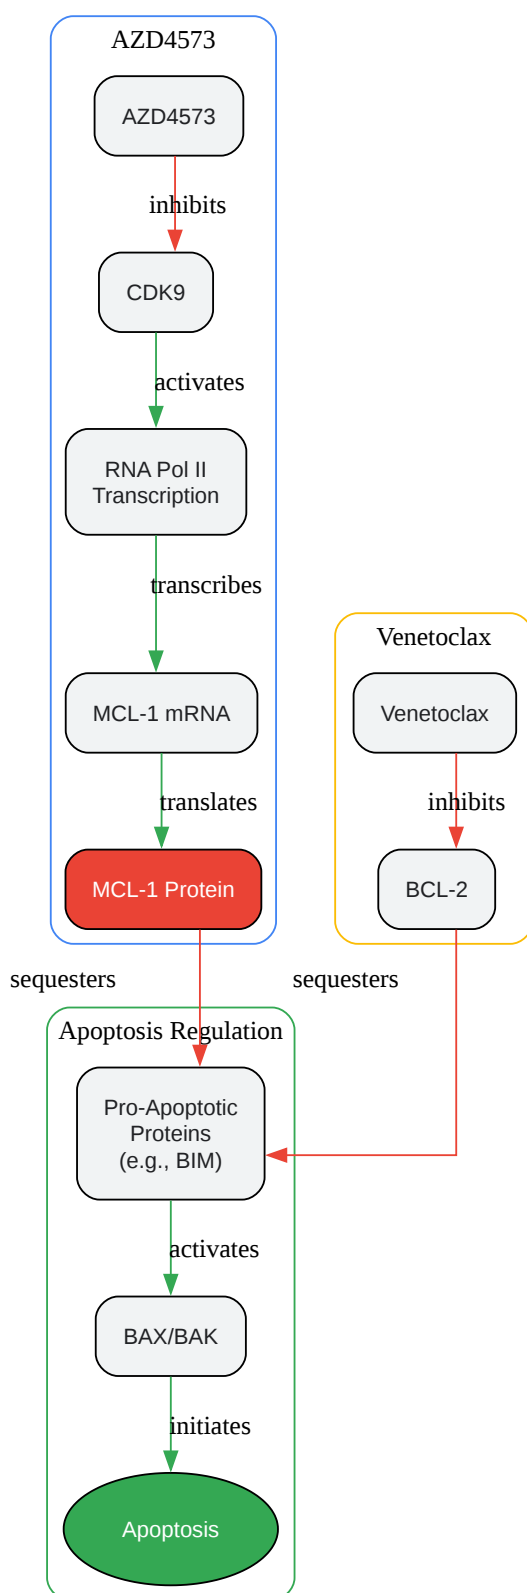 AZD4573
AZD4573
inhibits
CDK9
activates
RNA Pol II
Transcription
transcribes
MCL-1 mRNA
translates
MCL-1 Protein
Venetoclax
Venetoclax
inhibits
BCL-2
sequesters
sequesters
Apoptosis Regulation
Pro-Apoptotic
Proteins
(e.g., BIM)
activates
BAX/BAK
initiates
Apoptosis